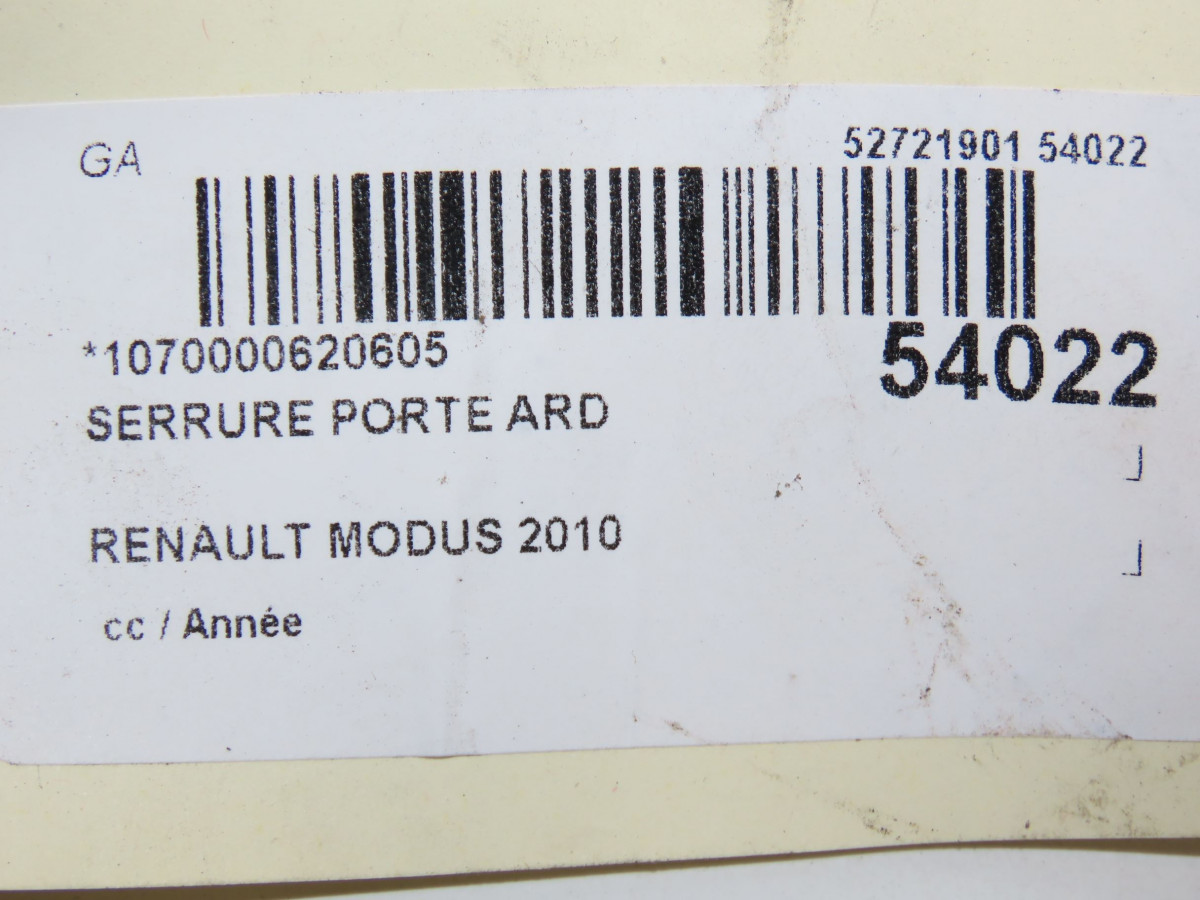 GA
52721901 54022
*1070000620605
54022
SERRURE PORTE ARD
RENAULT MODUS 2010
cc / Année